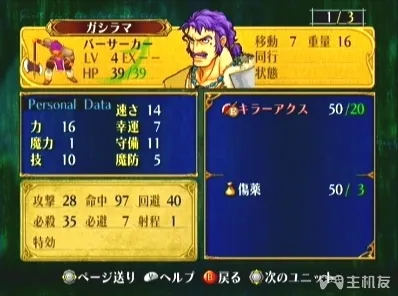 ガシラマ
1/3
バーサーカー
LV 4 EX--
HP 39/39
移動 7 重量 16
同行
状態
Personal Data
速さ 14
力 16 幸運 7
魔力 1 守備 11
技 10 魔防 5
E キラーアクス 50/20
傷薬 50/ 3
攻撃 28 命中 97 回避 40
必殺 35 必避 7 射程 1
特効
ページ送り ヘルプ B 戻る 次のユニット
主机友